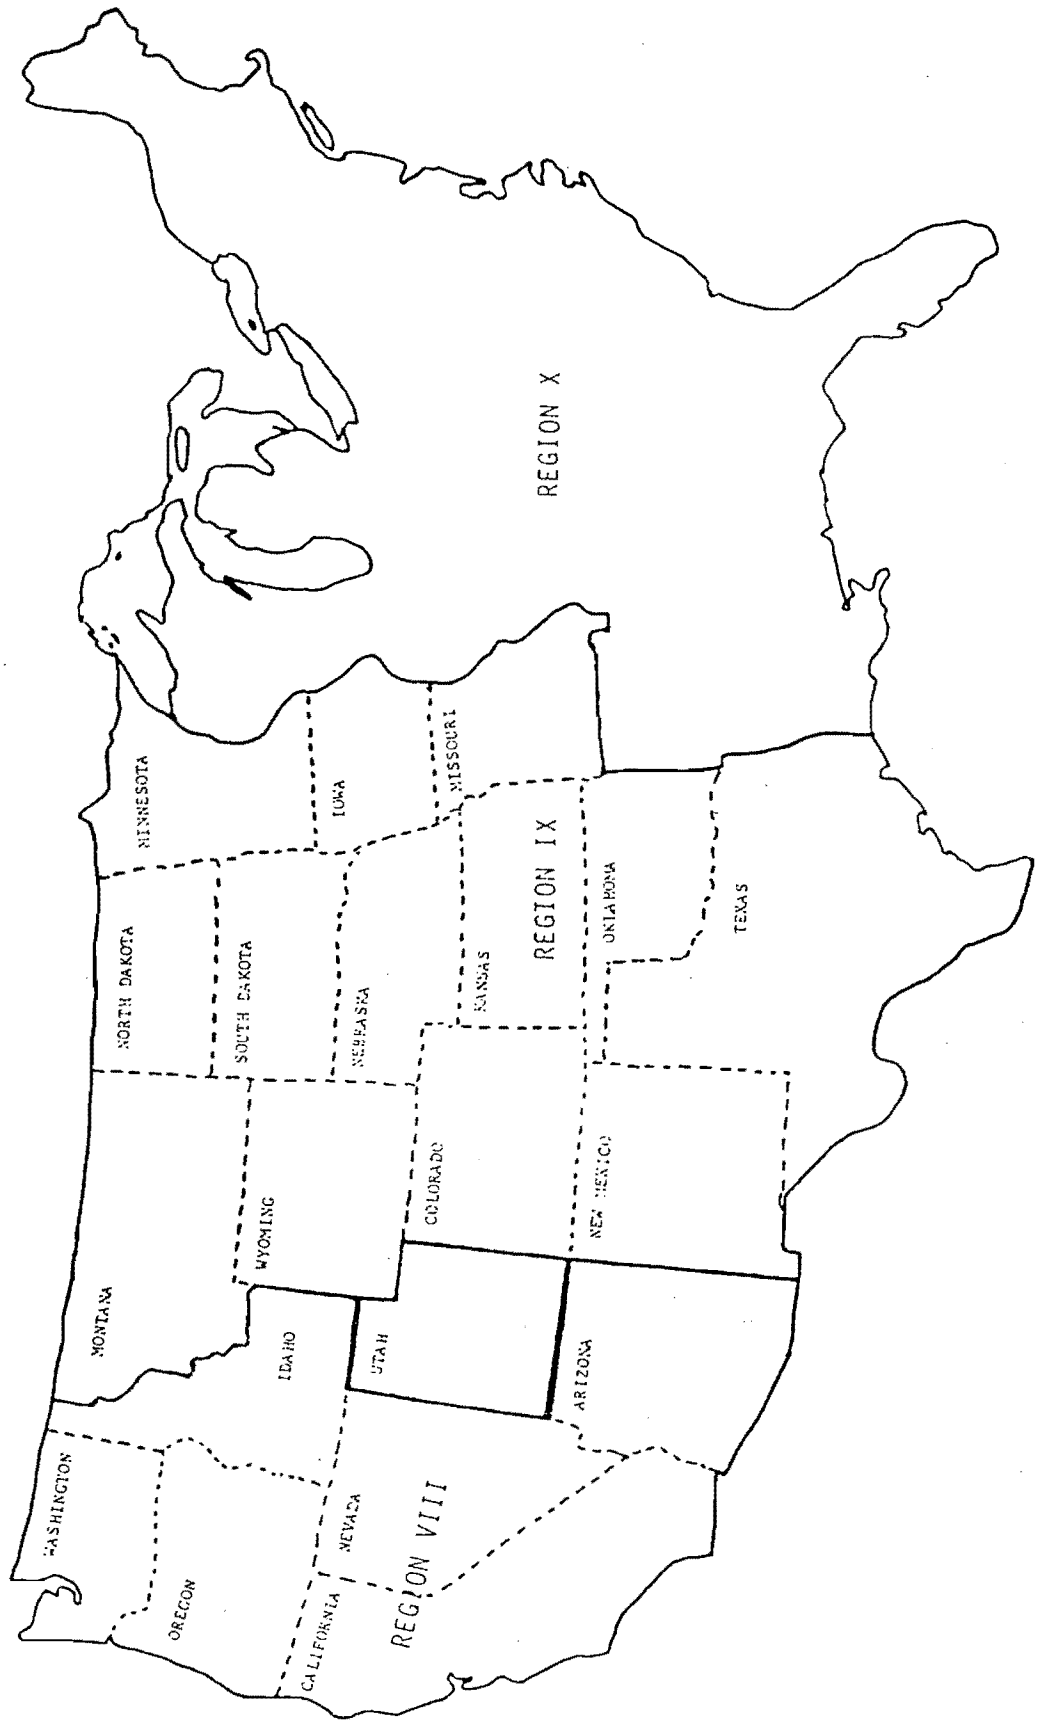 WASHINGTON
MONTANA
NORTH DAKOTA
MINNESOTA
OREGON
IDAHO
WYOMING
SOUTH DAKOTA
IOWA
CALIFORNIA
NEVADA
UTAH
COLORADO
NEBRASKA
MISSOURI
REGION VIII
KANSAS
REGION IX
REGION X
ARIZONA
NEW MEXICO
OKLAHOMA
TEXAS